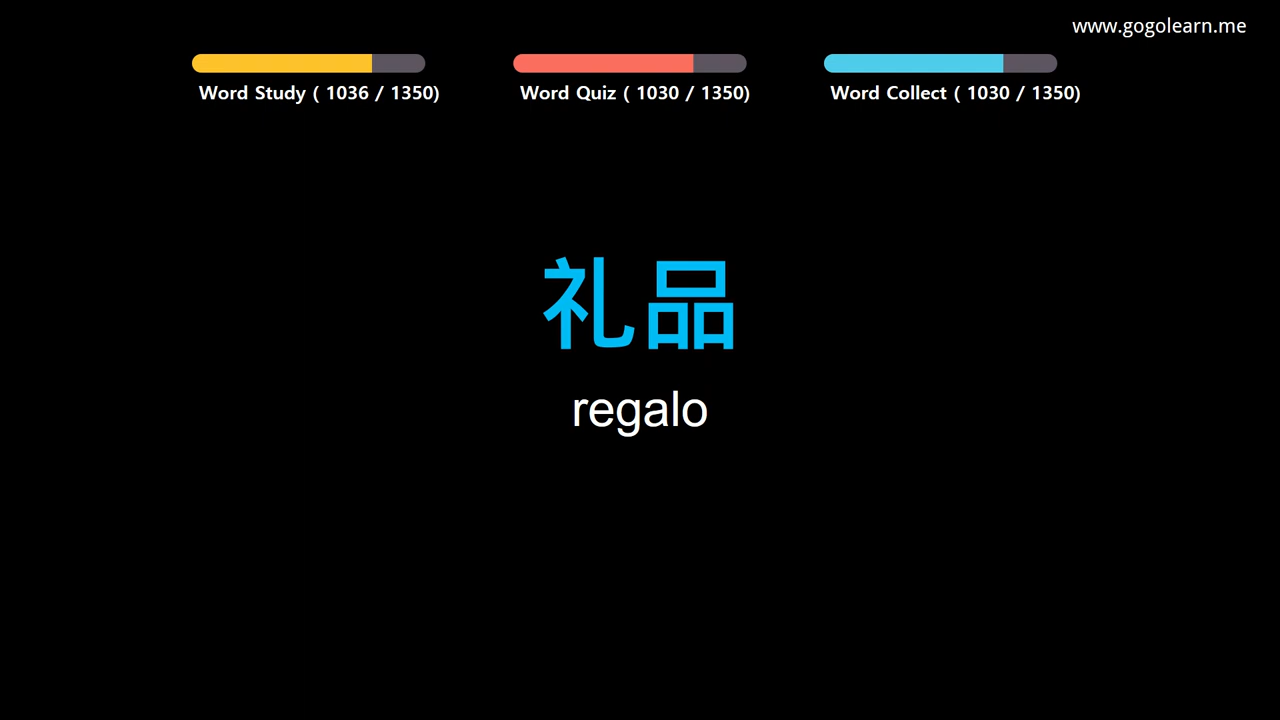 www.gogolearn.me
Word Study ( 1036 / 1350)
Word Quiz ( 1030 / 1350)
Word Collect ( 1030 / 1350)
礼品
regalo